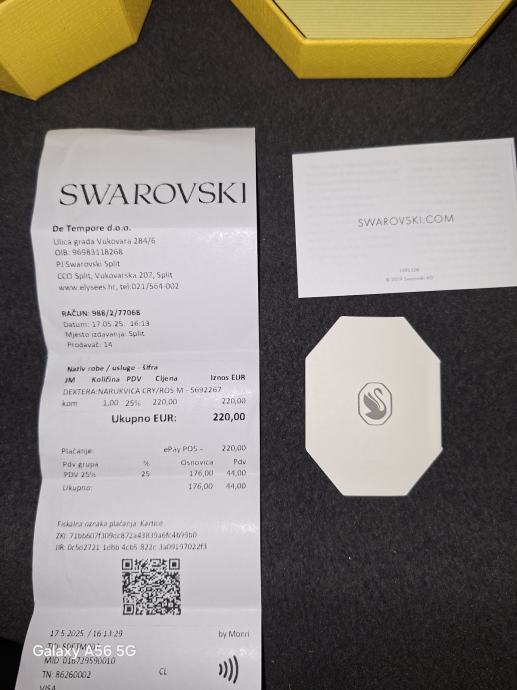 SWAROVSKI
De Tempore d.o.o.
Ulica grada Vukovara 284/6
OIB: 96983118268
PJ Swarovski Split
CCO Split, Vukovarska 207, Split
www.elysees.hr, tel:021/564-002
RAČUN: 988/2/77068
Datum: 17.05.25. 16:13
Mjesto izdavanja: Split
Prodavač: 14
Naziv robe / usluge - šifra
JM Količina PDV Cijena Iznos EUR
DEXTERA:NARUKVICA CRY/ROS M - 5692267
kom 1,00 25% 220,00 220,00
Ukupno EUR: 220,00
Plaćanje: ePay POS - 220,00
Pdv grupa % Osnovica Pdv
PDV 25% 25 176,00 44,00
Ukupno: 176,00 44,00
Fiskalna oznaka plaćanja: Kartice
ZKI:
JIR:
17.5.2025 / 16:13:29 by Monri
MID: 016729590010
TN: 86260002 CL
VISA
SWAROVSKI.COM
Galaxy A56 5G